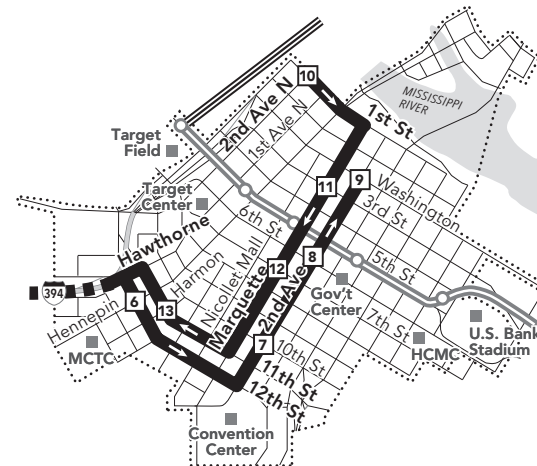 10
2nd Ave N
1st Ave N
1st St
MISSISSIPPI
RIVER
Target
Field
11
9
Washington
3rd St
Target
Center
6th St
5th St
Hawthorne
Harmon
Nicollet Mall
Marquette
2nd Ave
12
8
Gov't
Center
7th St
394
Hennepin
6
13
7
10th St
11th St
12th St
MCTC
HCMC
U.S. Bank
Stadium
Convention
Center